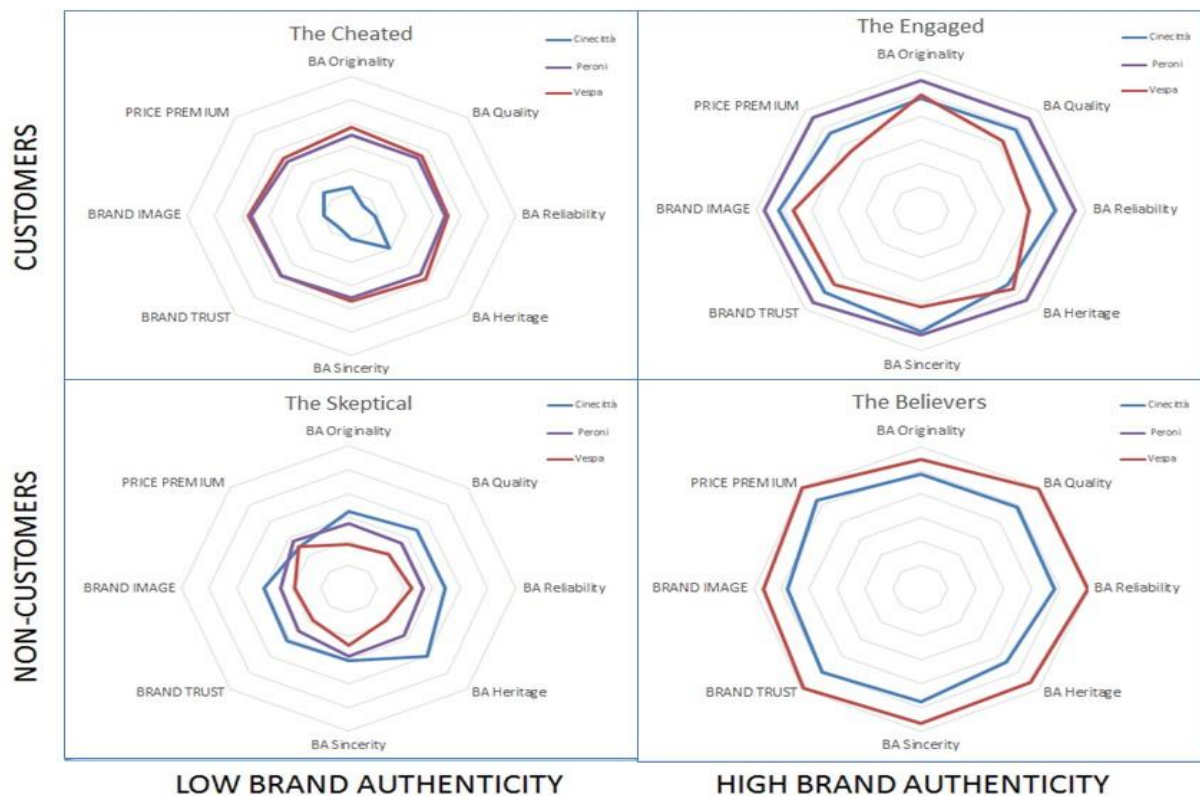 The Cheated
Cinecittà
Peroni
Vespa
BA Originality
PRICE PREMIUM
BA Quality
BRAND IMAGE
BA Reliability
BRAND TRUST
BA Heritage
BA Sincerity
The Engaged
Cinecittà
Peroni
Vespa
BA Originality
PRICE PREMIUM
BA Quality
BRAND IMAGE
BA Reliability
BRAND TRUST
BA Heritage
BA Sincerity
CUSTOMERS
The Skeptical
Cinecittà
Peroni
Vespa
BA Originality
PRICE PREMIUM
BA Quality
BRAND IMAGE
BA Reliability
BRAND TRUST
BA Heritage
BA Sincerity
The Believers
Cinecittà
Peroni
Vespa
BA Originality
PRICE PREMIUM
BA Quality
BRAND IMAGE
BA Reliability
BRAND TRUST
BA Heritage
BA Sincerity
NON-CUSTOMERS
LOW BRAND AUTHENTICITY
HIGH BRAND AUTHENTICITY